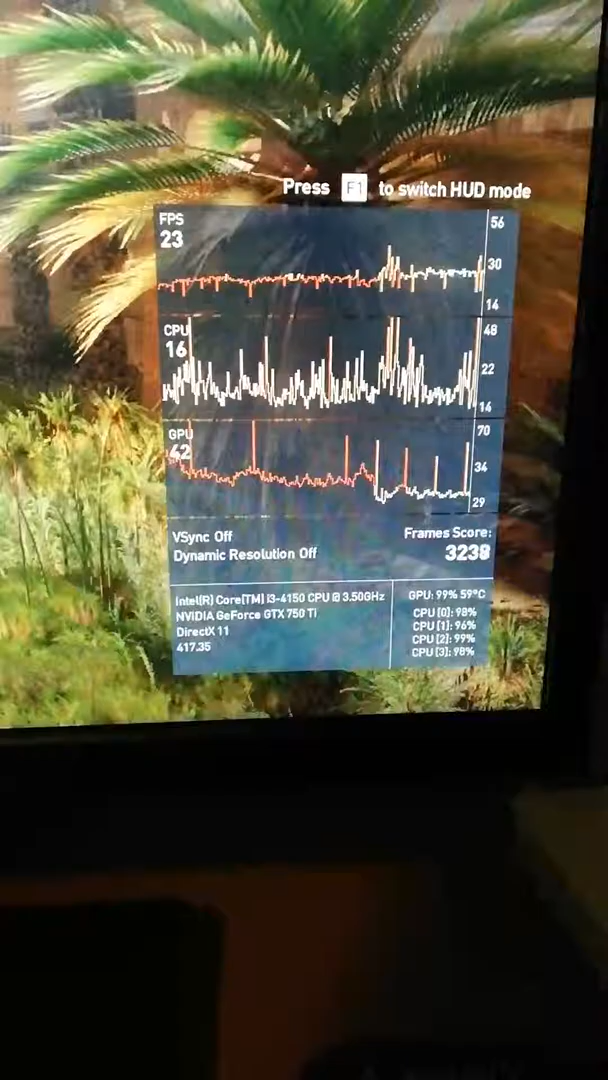 Press F1 to switch HUD mode
FPS
23
56
30
14
CPU
16
48
22
14
GPU
42
70
34
29
VSync Off
Dynamic Resolution Off
Frames Score:
3238
Intel(R) Core(TM) i3-4150 CPU @ 3.50GHz
NVIDIA GeForce GTX 750 Ti
DirectX 11
417.35
GPU: 99% 59°C
CPU [0]: 98%
CPU [1]: 96%
CPU [2]: 99%
CPU [3]: 98%